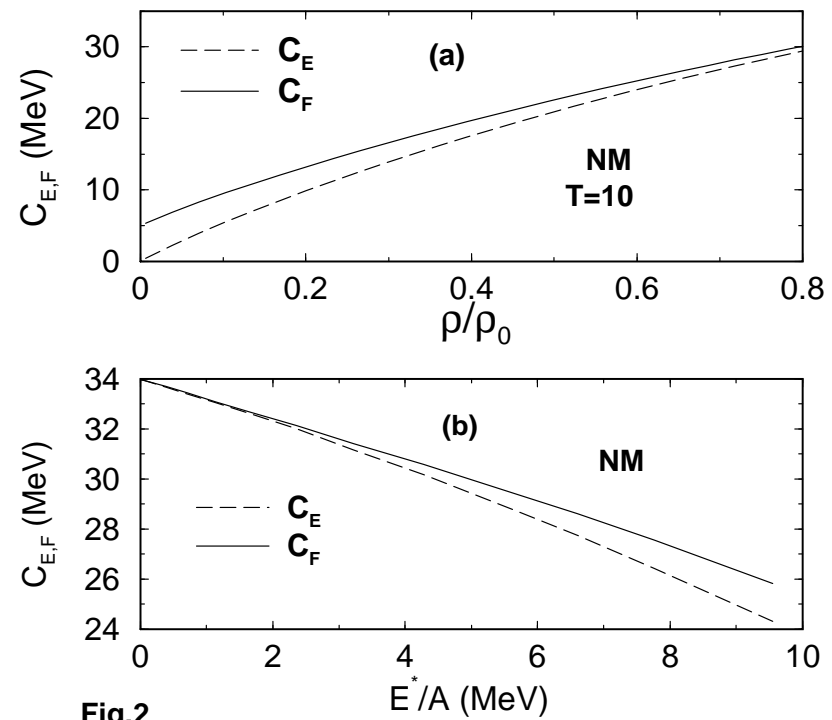 30
20
10
0
C_E,F (MeV)
C_E
C_F
(a)
NM
T=10
0 0.2 0.4 0.6 0.8
ρ/ρ_0
34
32
30
28
26
24
C_E,F (MeV)
(b)
NM
C_E
C_F
0 2 4 6 8 10
E^*/A (MeV)
Fig.2